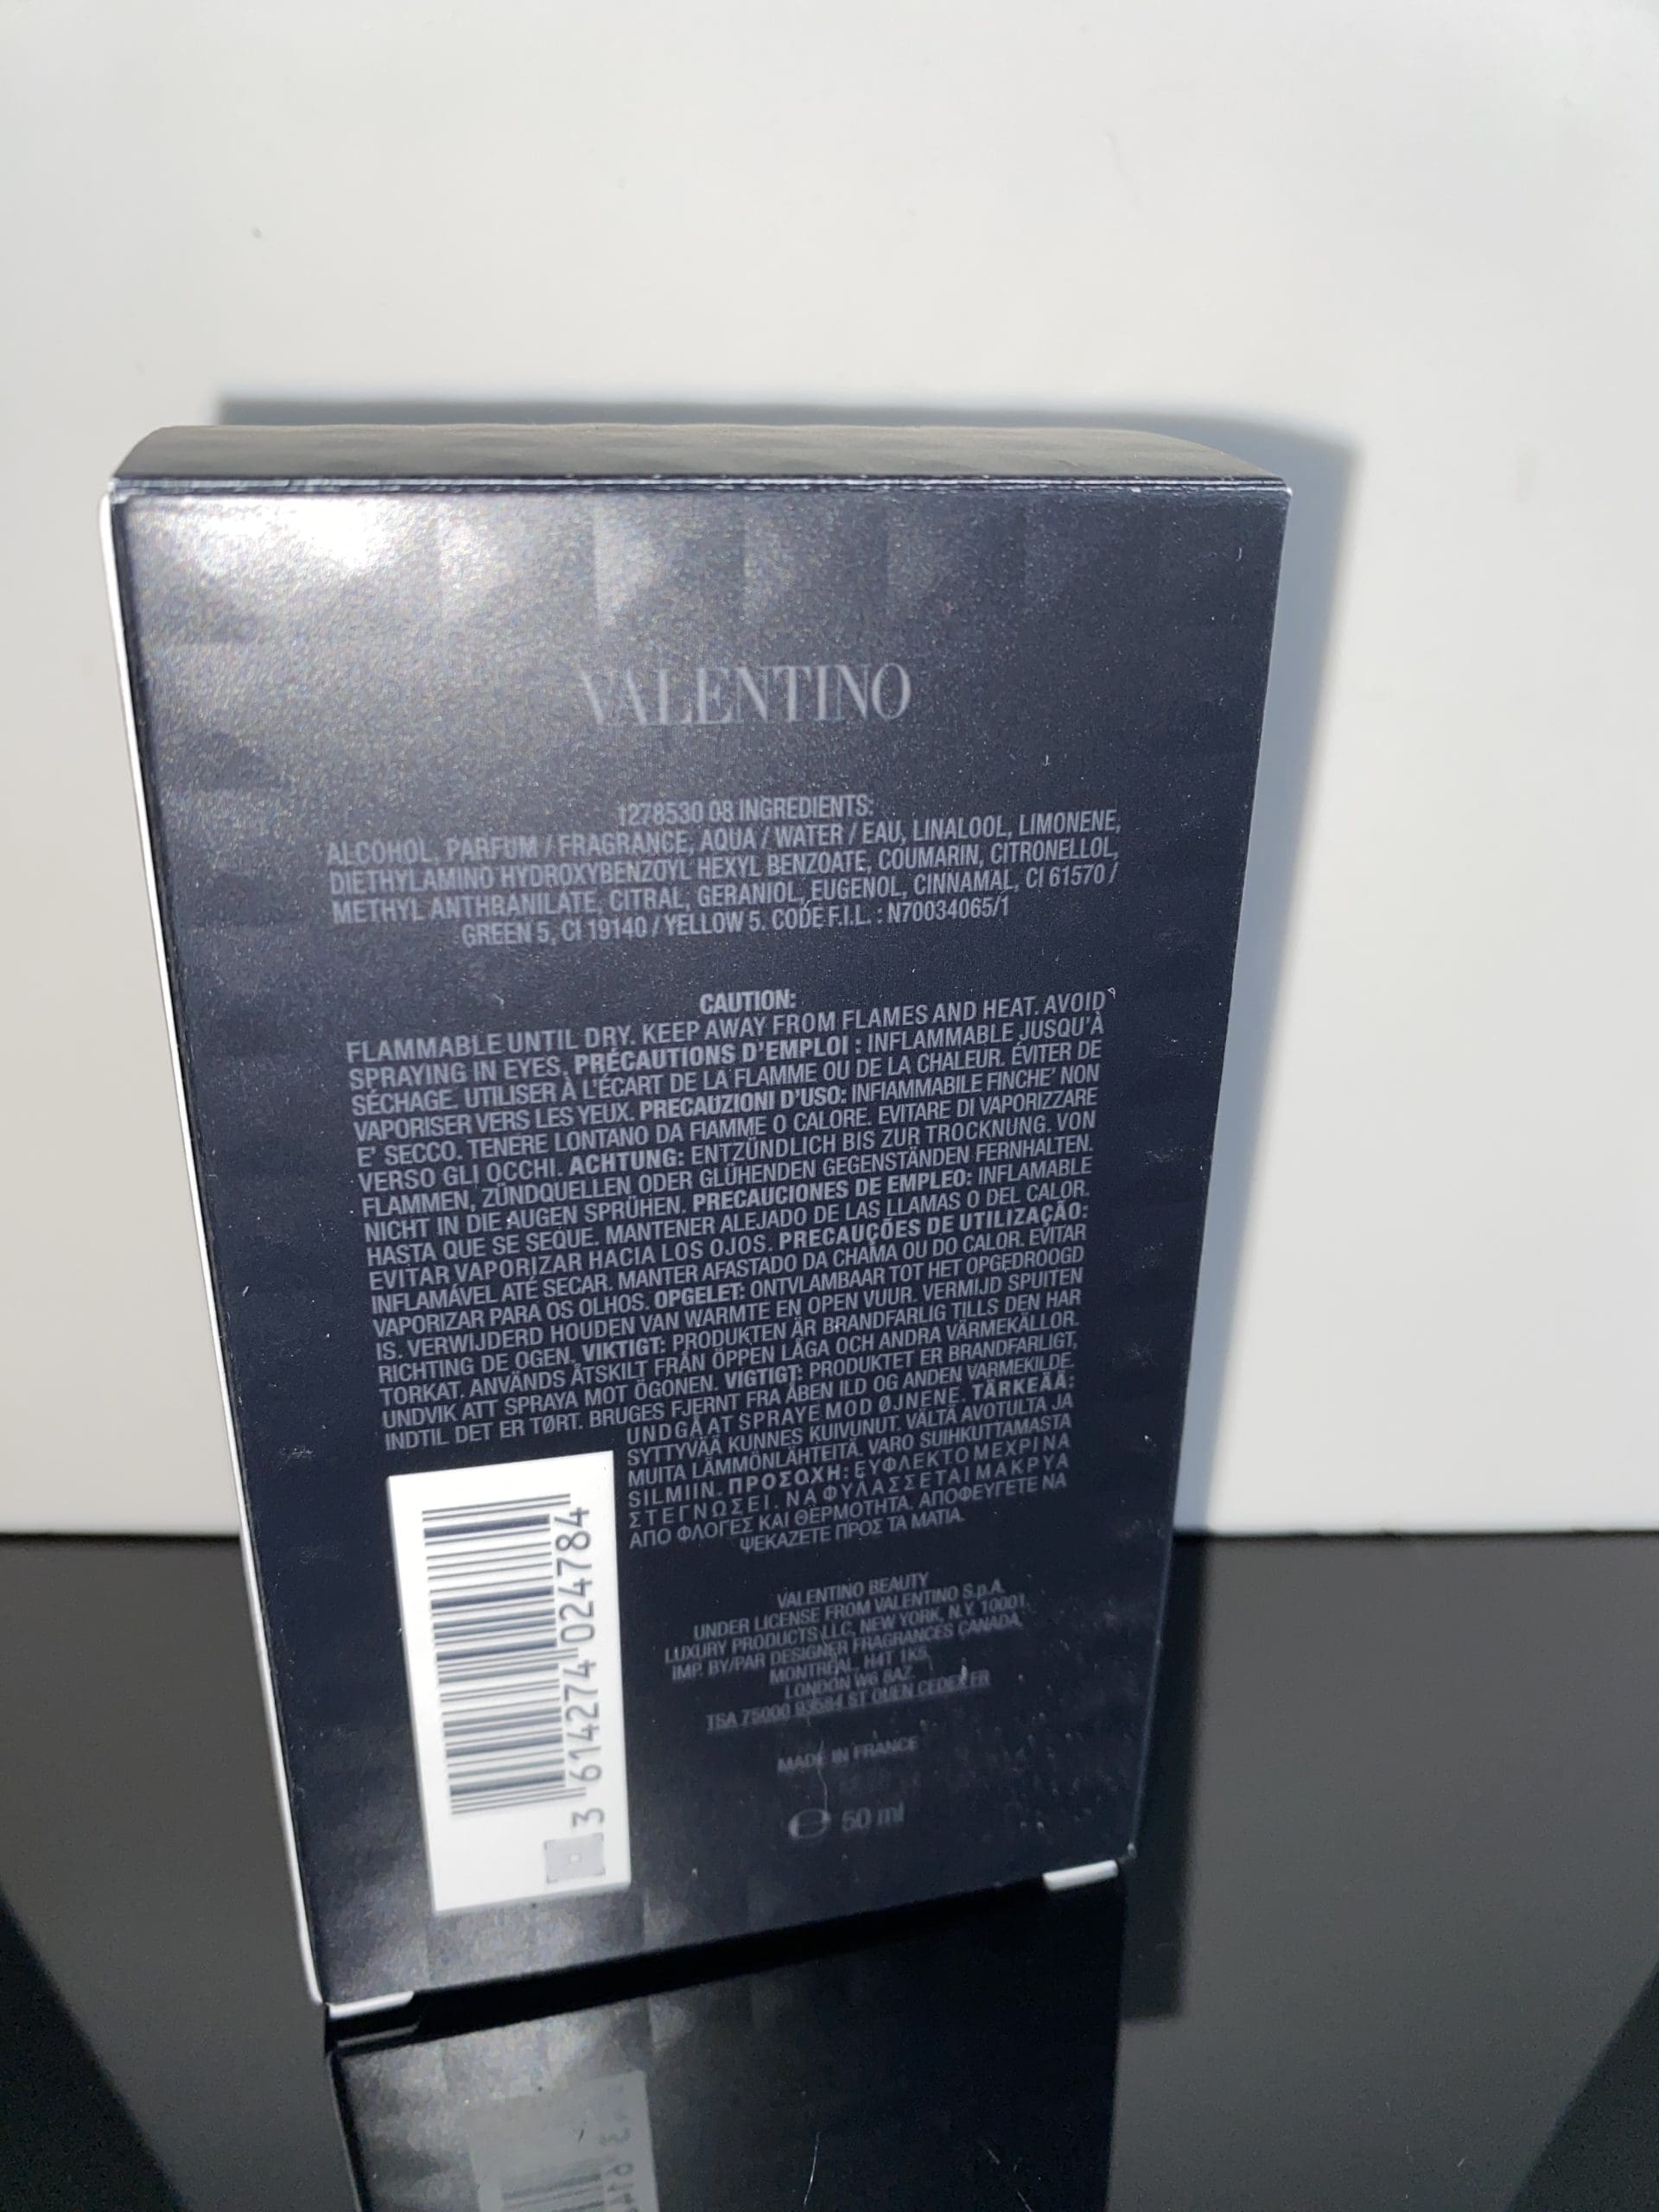 VALENTINO
1278530 08 INGREDIENTS:
ALCOHOL, PARFUM / FRAGRANCE, AQUA / WATER / EAU, LINALOOL, LIMONENE,
DIETHYLAMINO HYDROXYBENZOYL HEXYL BENZOATE, COUMARIN, CITRONELLOL,
METHYL ANTHRANILATE, CITRAL, GERANIOL, EUGENOL, CINNAMAL, CI 61570 /
GREEN 5, CI 19140 / YELLOW 5. CODE F.I.L. : N70034065/1
CAUTION:
FLAMMABLE UNTIL DRY. KEEP AWAY FROM FLAMES AND HEAT. AVOID
SPRAYING IN EYES. PRÉCAUTIONS D'EMPLOI : INFLAMMABLE JUSQU'À
SÉCHAGE. UTILISER À L'ÉCART DE LA FLAMME OU DE LA CHALEUR. ÉVITER DE
VAPORISER VERS LES YEUX. PRECAUZIONI D'USO: INFIAMMABILE FINCHE' NON
E' SECCO. TENERE LONTANO DA FIAMME O CALORE. EVITARE DI VAPORIZZARE
VERSO GLI OCCHI. ACHTUNG: ENTZÜNDLICH BIS ZUR TROCKNUNG. VON
FLAMMEN, ZÜNDQUELLEN ODER GLÜHENDEN GEGENSTÄNDEN FERNHALTEN.
NICHT IN DIE AUGEN SPRÜHEN. PRECAUCIONES DE EMPLEO: INFLAMABLE
HASTA QUE SE SEQUE. MANTENER ALEJADO DE LAS LLAMAS O DEL CALOR.
EVITAR VAPORIZAR HACIA LOS OJOS. PRECAUÇÕES DE UTILIZAÇÃO:
INFLAMÁVEL ATÉ SECAR. MANTER AFASTADO DA CHAMA OU DO CALOR. EVITAR
VAPORIZAR PARA OS OLHOS. OPGELET: ONTVLAMBAAR TOT HET OPGEDROOGD
IS. VERWIJDERD HOUDEN VAN WARMTE EN OPEN VUUR. VERMIJD SPUITEN
RICHTING DE OGEN. VIKTIGT: PRODUKTEN ÄR BRANDFARLIG TILLS DEN HAR
TORKAT. ANVÄNDS ÅTSKILT FRÅN ÖPPEN LÅGA OCH ANDRA VÄRMEKÄLLOR.
UNDVIK ATT SPRAYA MOT ÖGONEN. VIGTIGT: PRODUKTET ER BRANDFARLIGT,
INDTIL DET ER TØRT. BRUGES FJERNT FRA ÅBEN ILD OG ANDEN VARMEKILDE.
UNDGÅ AT SPRAYE MOD ØJNENE. TÄRKEÄÄ:
SYTTYVÄÄ KUNNES KUIVUNUT. VÄLTÄ AVOTULTA JA
MUITA LÄMMÖNLÄHTEITÄ. VARO SUIHKUTTAMASTA
SILMIIN. ΠΡΟΣΟΧΗ: ΕΥΦΛΕΚΤΟ ΜΕΧΡΙ ΝΑ
ΣΤΕΓΝΩΣΕΙ. ΝΑ ΦΥΛΑΣΣΕΤΑΙ ΜΑΚΡΥΑ
ΑΠΟ ΦΛΟΓΕΣ ΚΑΙ ΘΕΡΜΟΤΗΤΑ. ΑΠΟΦΕΥΓΕΤΕ ΝΑ
ΨΕΚΑΖΕΤΕ ΠΡΟΣ ΤΑ ΜΑΤΙΑ.
3 614274 024784
VALENTINO BEAUTY
UNDER LICENSE FROM VALENTINO S.p.A.
LUXURY PRODUCTS LLC, NEW YORK, N.Y. 10001
IMP. BY/PAR DESIGNER FRAGRANCES CANADA,
MONTRÉAL, H4T 1K5
LONDON W6 8AZ
TSA 75000 93584 ST OUEN CEDEX FR
MADE IN FRANCE
50 ml